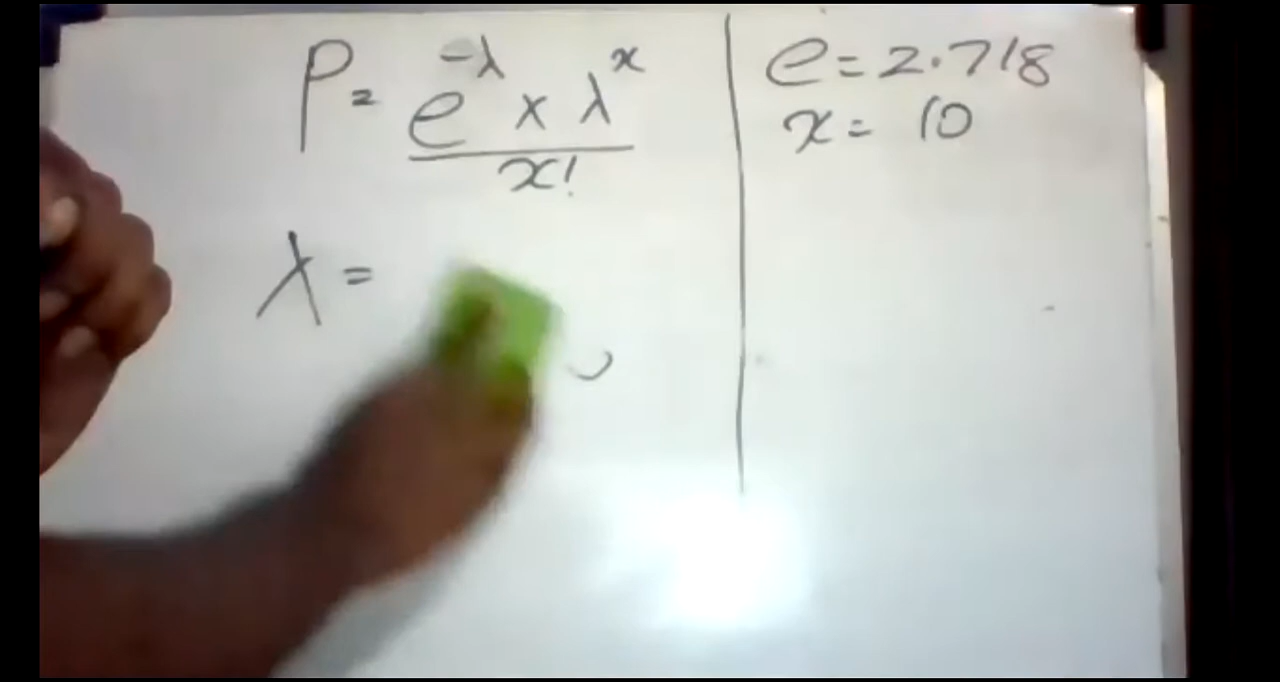 P = e^-λ x λ^x
x!
λ =
e = 2.718
x = 10